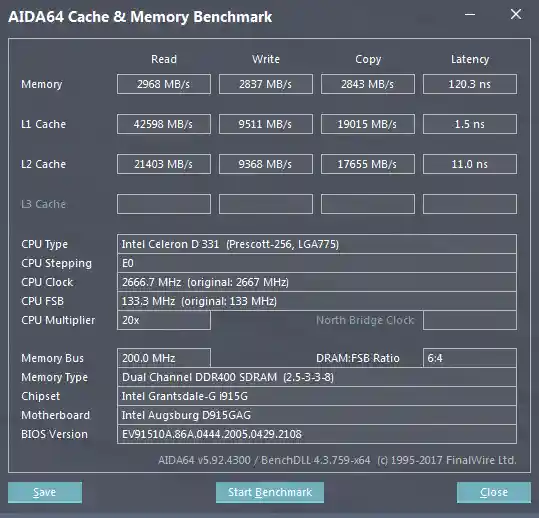 AIDA64 Cache & Memory Benchmark
Read Write Copy Latency
Memory 2968 MB/s 2837 MB/s 2843 MB/s 120.3 ns
L1 Cache 42598 MB/s 9511 MB/s 19015 MB/s 1.5 ns
L2 Cache 21403 MB/s 9368 MB/s 17655 MB/s 11.0 ns
L3 Cache
CPU Type Intel Celeron D 331 (Prescott-256, LGA775)
CPU Stepping E0
CPU Clock 2666.7 MHz (original: 2667 MHz)
CPU FSB 133.3 MHz (original: 133 MHz)
CPU Multiplier 20x North Bridge Clock
Memory Bus 200.0 MHz DRAM:FSB Ratio 6:4
Memory Type Dual Channel DDR400 SDRAM (2.5-3-3-8)
Chipset Intel Grantsdale-G i915G
Motherboard Intel Augsburg D915GAG
BIOS Version EV91510A.86A.0444.2005.0429.2108
AIDA64 v5.92.4300 / BenchDLL 4.3.759-x64 (c) 1995-2017 FinalWire Ltd.
Save Start Benchmark Close